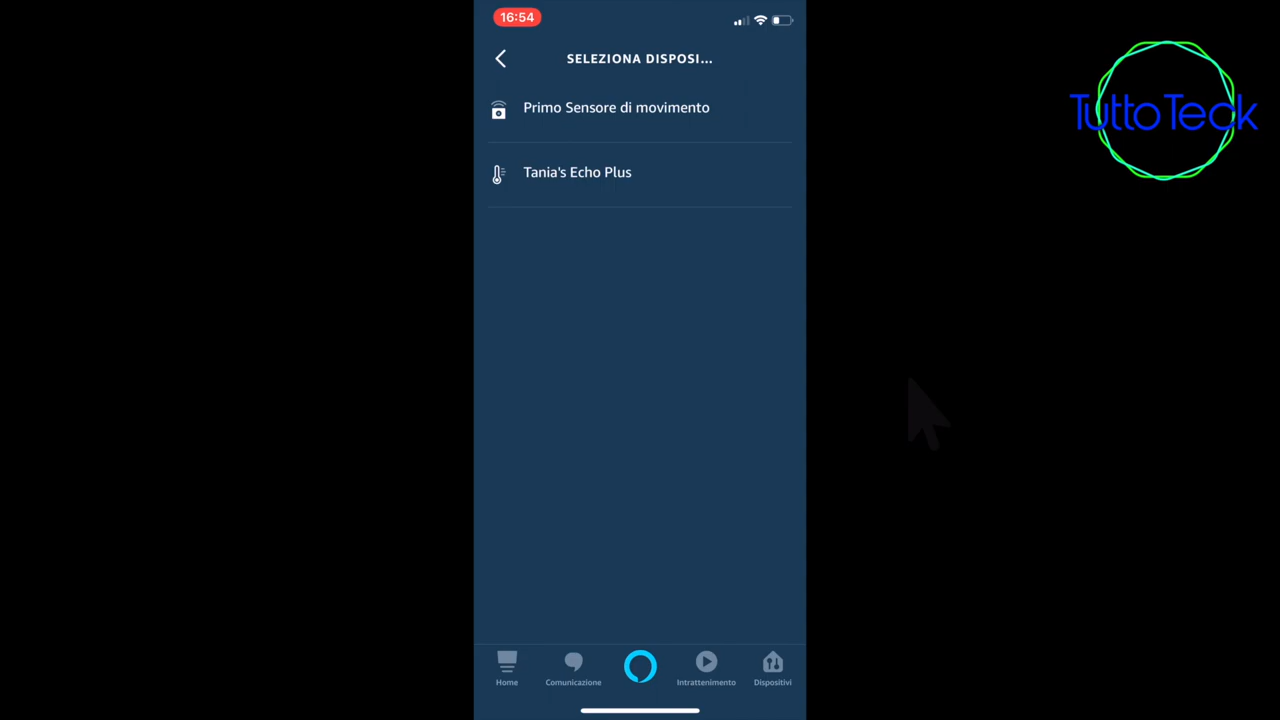 16:54
SELEZIONA DISPOSI...
Primo Sensore di movimento
Tania's Echo Plus
Home
Comunicazione
Intrattenimento
Dispositivi
TuttoTeck